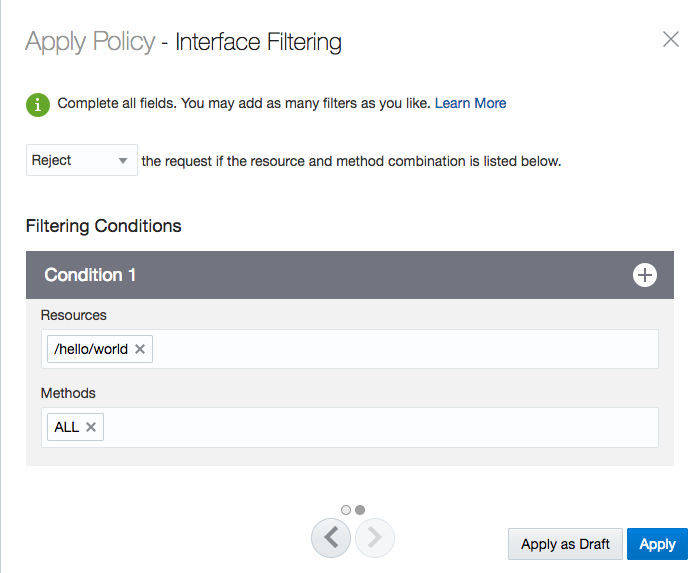 Apply Policy - Interface Filtering
Complete all fields. You may add as many filters as you like. Learn More
Reject the request if the resource and method combination is listed below.
Filtering Conditions
Condition 1
Resources
/hello/world
Methods
ALL
Apply as Draft Apply